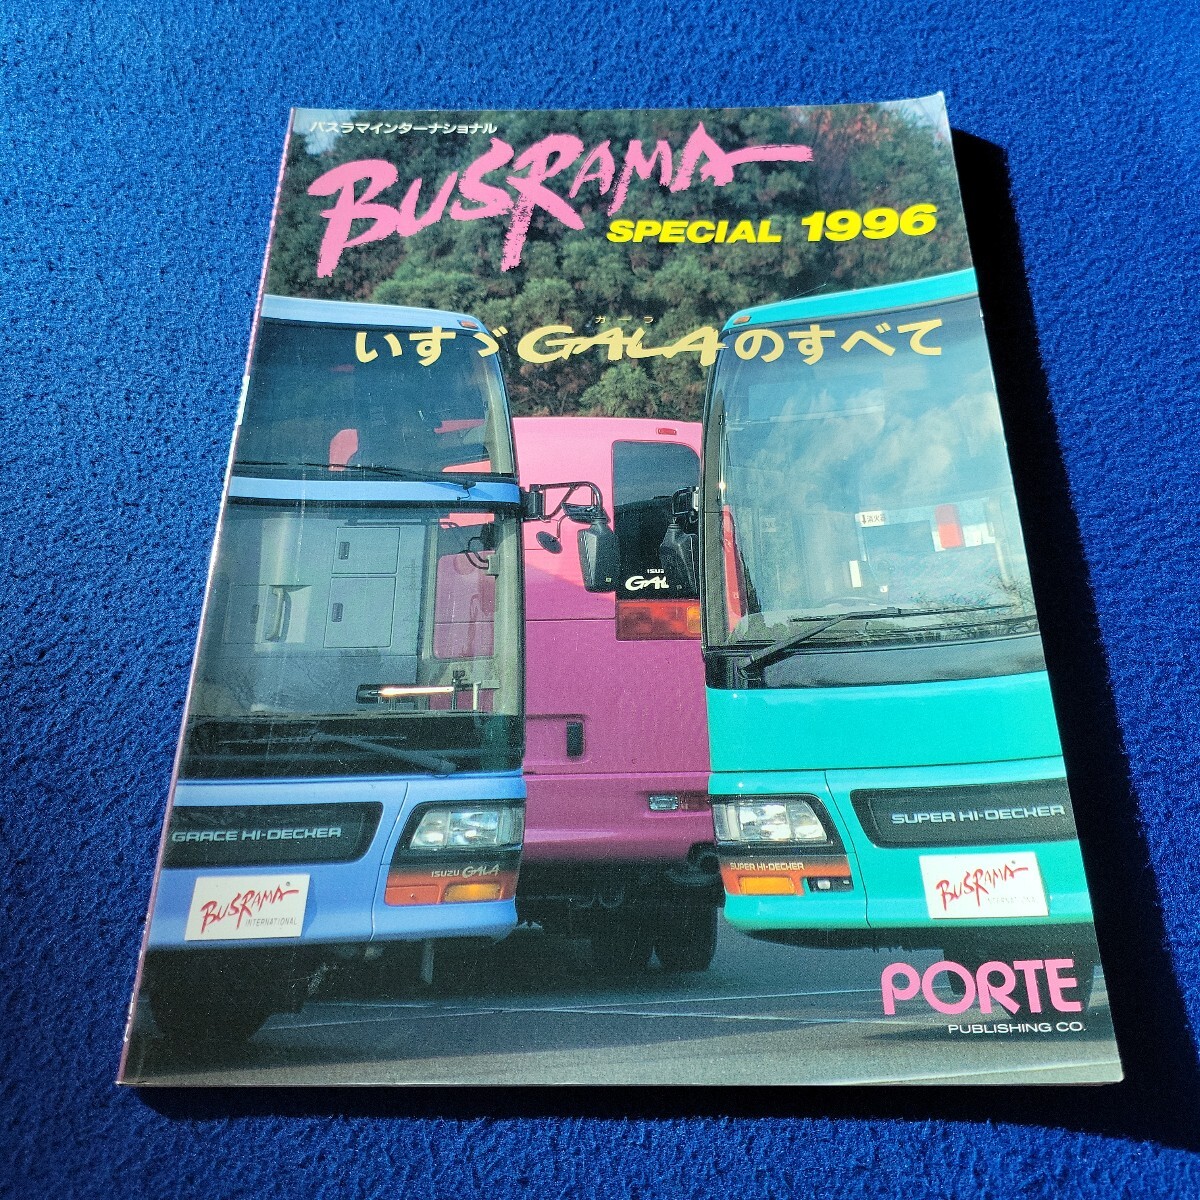 バスラマインターナショナル
BUSRAMA
SPECIAL 1996
ガーラ
いすゞGALAのすべて
ISUZ
GAL
GRACE HI-DECKER
ISUZU GALA
BUSRAMA
INTERNATIONAL
SUPER HI-DECKER
SUPER HI-DECKER
BUSRAMA
PORTE
PUBLISHING CO.